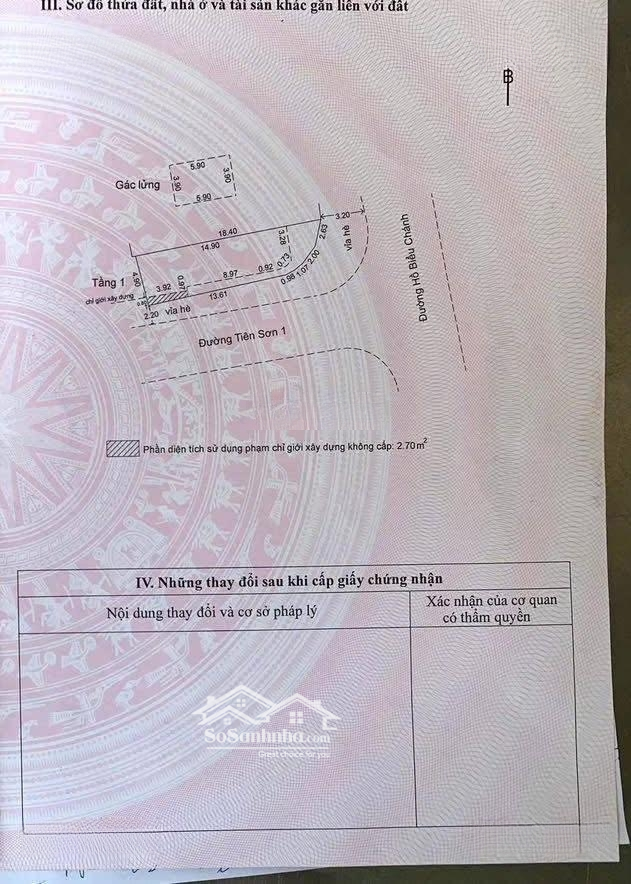 III. Sơ đồ thửa đất, nhà ở và tài sản khác gắn liền với đất
B
5.90
3.90
3.90
Gác lửng
5.90
18.40
3.20
14.90
3.28
2.63
vỉa hè
Đường Hồ Biểu Chánh
Tầng 1
4.90
3.92
0.97
8.97
0.92
0.73
chỉ giới xây dựng
13.61
0.98
1.07
2.00
2.20
vỉa hè
Đường Tiên Sơn 1
Phần diện tích sử dụng phạm chỉ giới xây dựng không cấp: 2.70m²
IV. Những thay đổi sau khi cấp giấy chứng nhận
Nội dung thay đổi và cơ sở pháp lý
Xác nhận của cơ quan
có thẩm quyền
SoSanhnha.com
Great choice for you